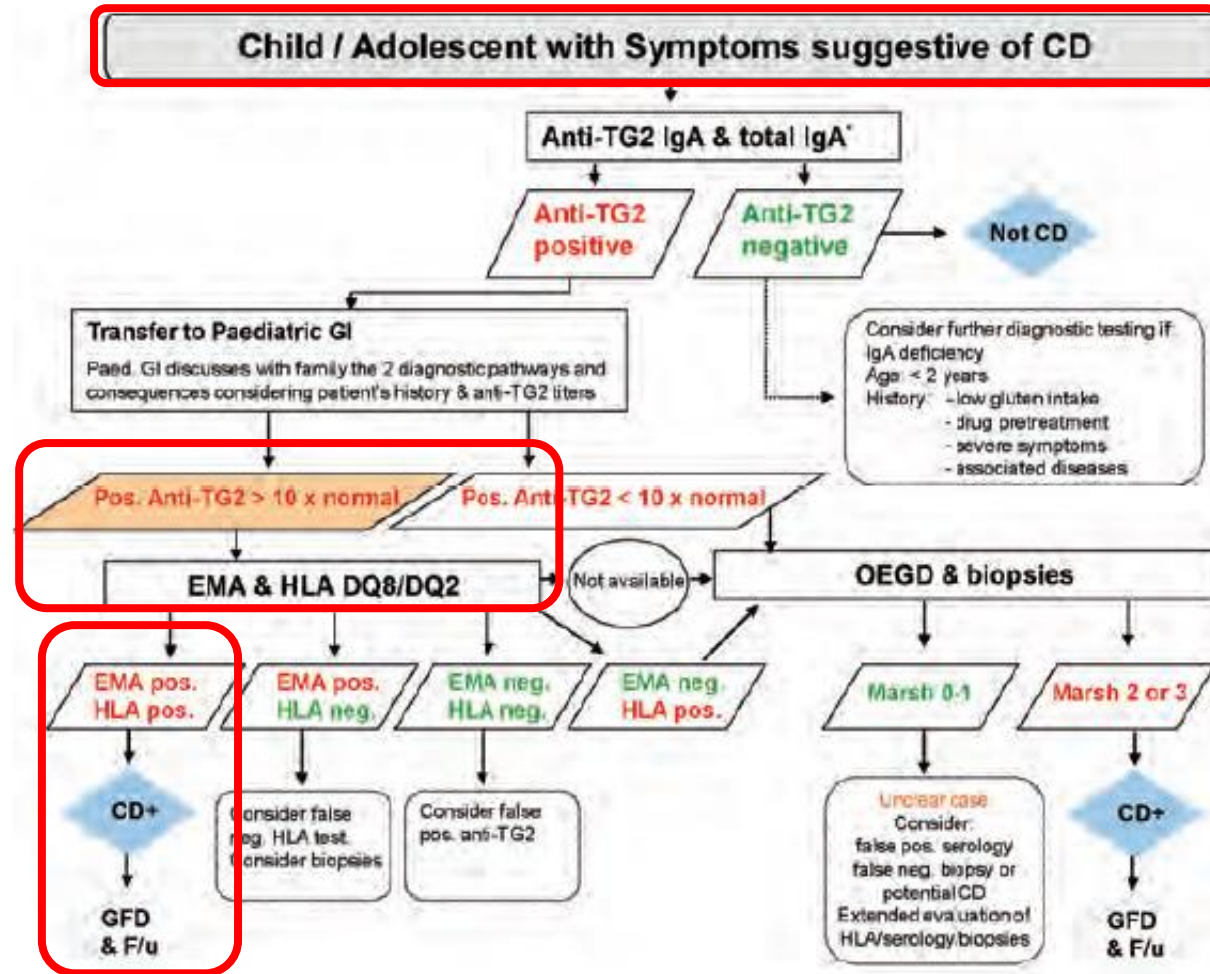 Child / Adolescent with Symptoms suggestive of CD
Anti-TG2 IgA & total IgA*
Anti-TG2
positive
Anti-TG2
negative
Not CD
Transfer to Paediatric GI
Paed. GI discusses with family the 2 diagnostic pathways and
consequences considering patient's history & anti-TG2 titers
Consider further diagnostic testing if
IgA deficiency
Age: < 2 years
History: - low gluten intake
- drug pretreatment
- severe symptoms
- associated diseases
Pos. Anti-TG2 > 10 x normal
Pos. Anti-TG2 < 10 x normal
EMA & HLA DQ8/DQ2
Not available
OEGD & biopsies
EMA pos.
HLA pos.
EMA pos.
HLA neg.
EMA neg.
HLA neg.
EMA neg.
HLA pos.
Marsh 0-1
Marsh 2 or 3
CD+
GFD
& F/u
Consider false
neg. HLA test.
Consider biopsies
Consider false
pos. anti-TG2
Unclear case
Consider:
false pos. serology
false neg. biopsy or
potential CD
Extended evaluation of
HLA/serology/biopsies
CD+
GFD
& F/u